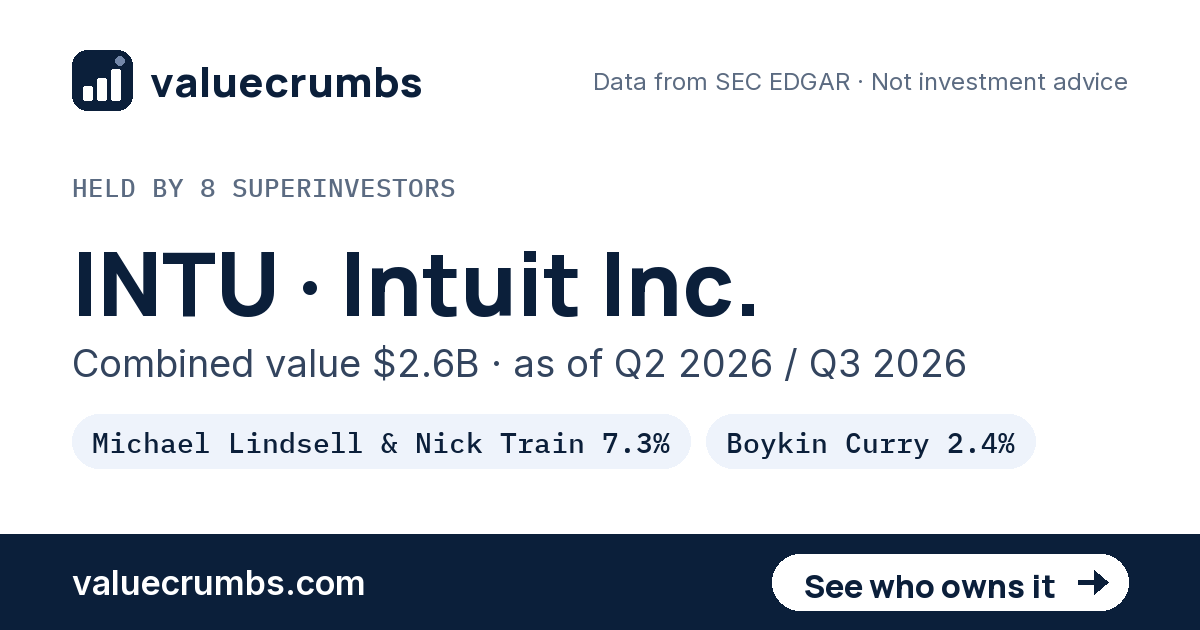 valuecrumbs
Data from SEC EDGAR · Not investment advice
HELD BY 8 SUPERINVESTORS
INTU · Intuit Inc.
Combined value $2.6B · as of Q2 2026 / Q3 2026
Michael Lindsell & Nick Train 7.3%
Boykin Curry 2.4%
valuecrumbs.com
See who owns it →